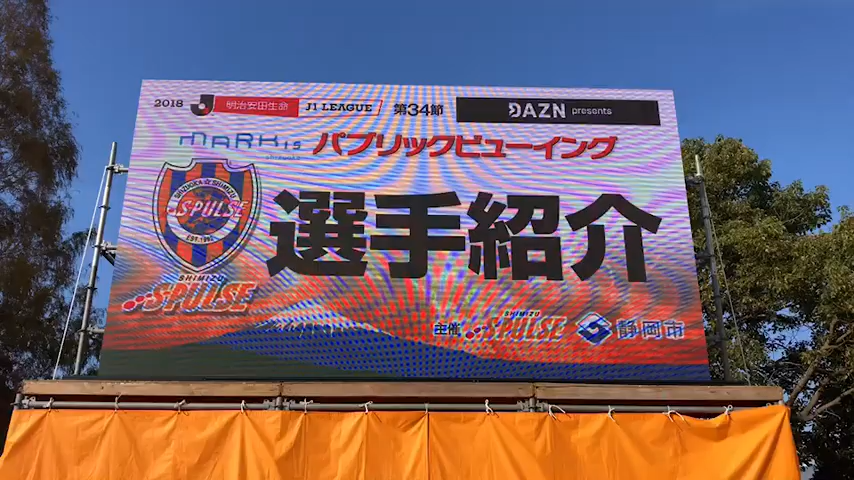 2018 明治安田生命 J1 LEAGUE 第34節 DAZN presents
MARK IS パブリックビューイング
SHIZUOKA SHIMIZU
S-PULSE
EST.1991
選手紹介
SHIMIZU
S-PULSE
主催 SHIMIZU S-PULSE 静岡市